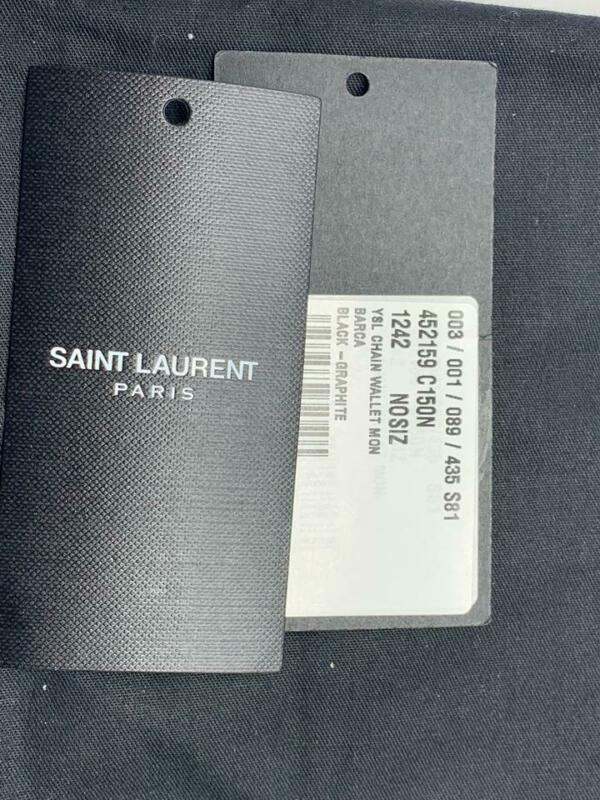 SAINT LAURENT
PARIS
003 / 001 / 089 / 435 S81
452159 C150N
1242 NOSIZ
YSL CHAIN WALLET MON
BARCA
BLACK-GRAPHITE